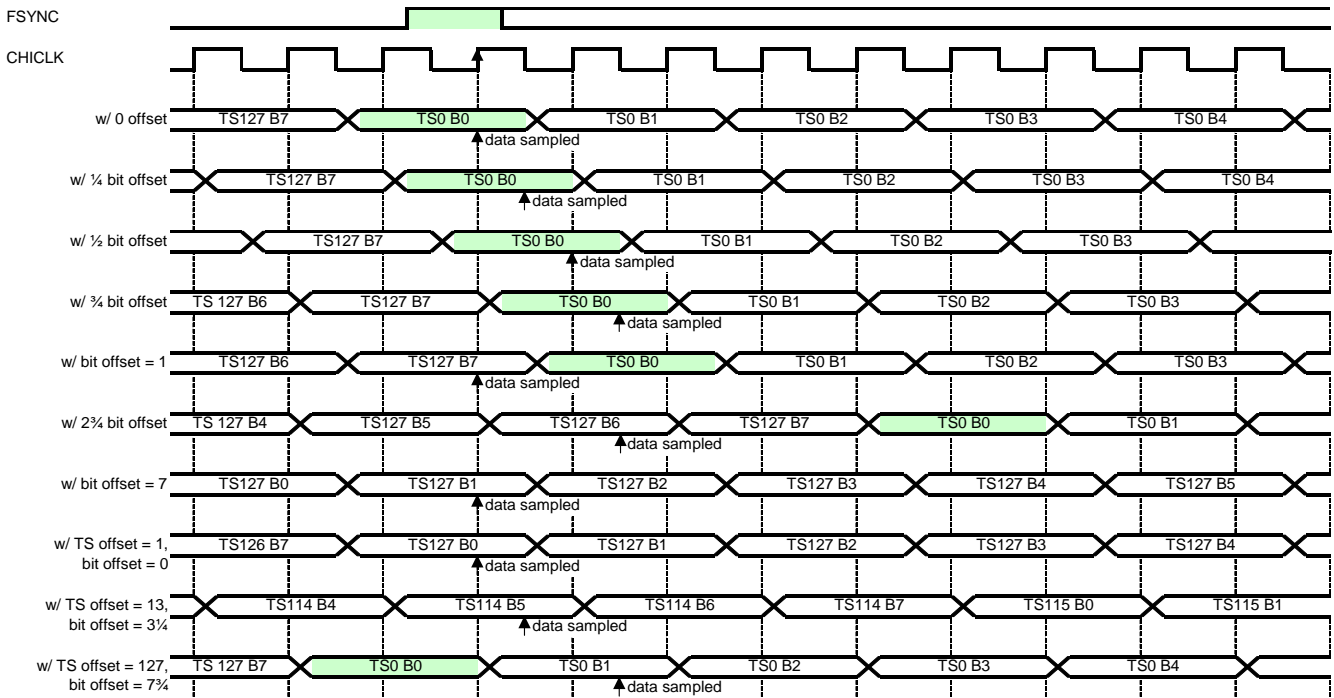 FSYNC
CHICLK
w/ 0 offset TS127 B7 TS0 B0 TS0 B1 TS0 B2 TS0 B3 TS0 B4
data sampled
w/ ¼ bit offset TS127 B7 TS0 B0 TS0 B1 TS0 B2 TS0 B3 TS0 B4
data sampled
w/ ½ bit offset TS127 B7 TS0 B0 TS0 B1 TS0 B2 TS0 B3
data sampled
w/ ¾ bit offset TS 127 B6 TS127 B7 TS0 B0 TS0 B1 TS0 B2 TS0 B3
data sampled
w/ bit offset = 1 TS127 B6 TS127 B7 TS0 B0 TS0 B1 TS0 B2 TS0 B3
data sampled
w/ 2¾ bit offset TS 127 B4 TS127 B5 TS127 B6 TS127 B7 TS0 B0 TS0 B1
data sampled
w/ bit offset = 7 TS127 B0 TS127 B1 TS127 B2 TS127 B3 TS127 B4 TS127 B5
data sampled
w/ TS offset = 1, TS126 B7 TS127 B0 TS127 B1 TS127 B2 TS127 B3 TS127 B4
bit offset = 0 data sampled
w/ TS offset = 13, TS114 B4 TS114 B5 TS114 B6 TS114 B7 TS115 B0 TS115 B1
bit offset = 3¼ data sampled
w/ TS offset = 127, TS 127 B7 TS0 B0 TS0 B1 TS0 B2 TS0 B3 TS0 B4
bit offset = 7¾ data sampled